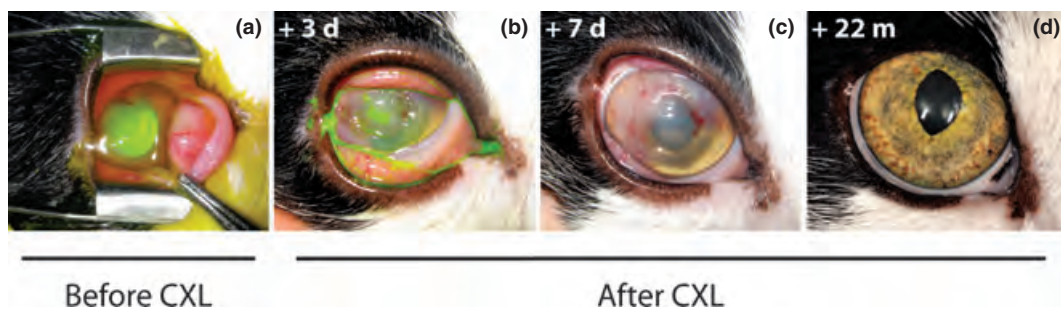 (a)
+ 3 d (b)
+ 7 d (c)
+ 22 m (d)
Before CXL
After CXL